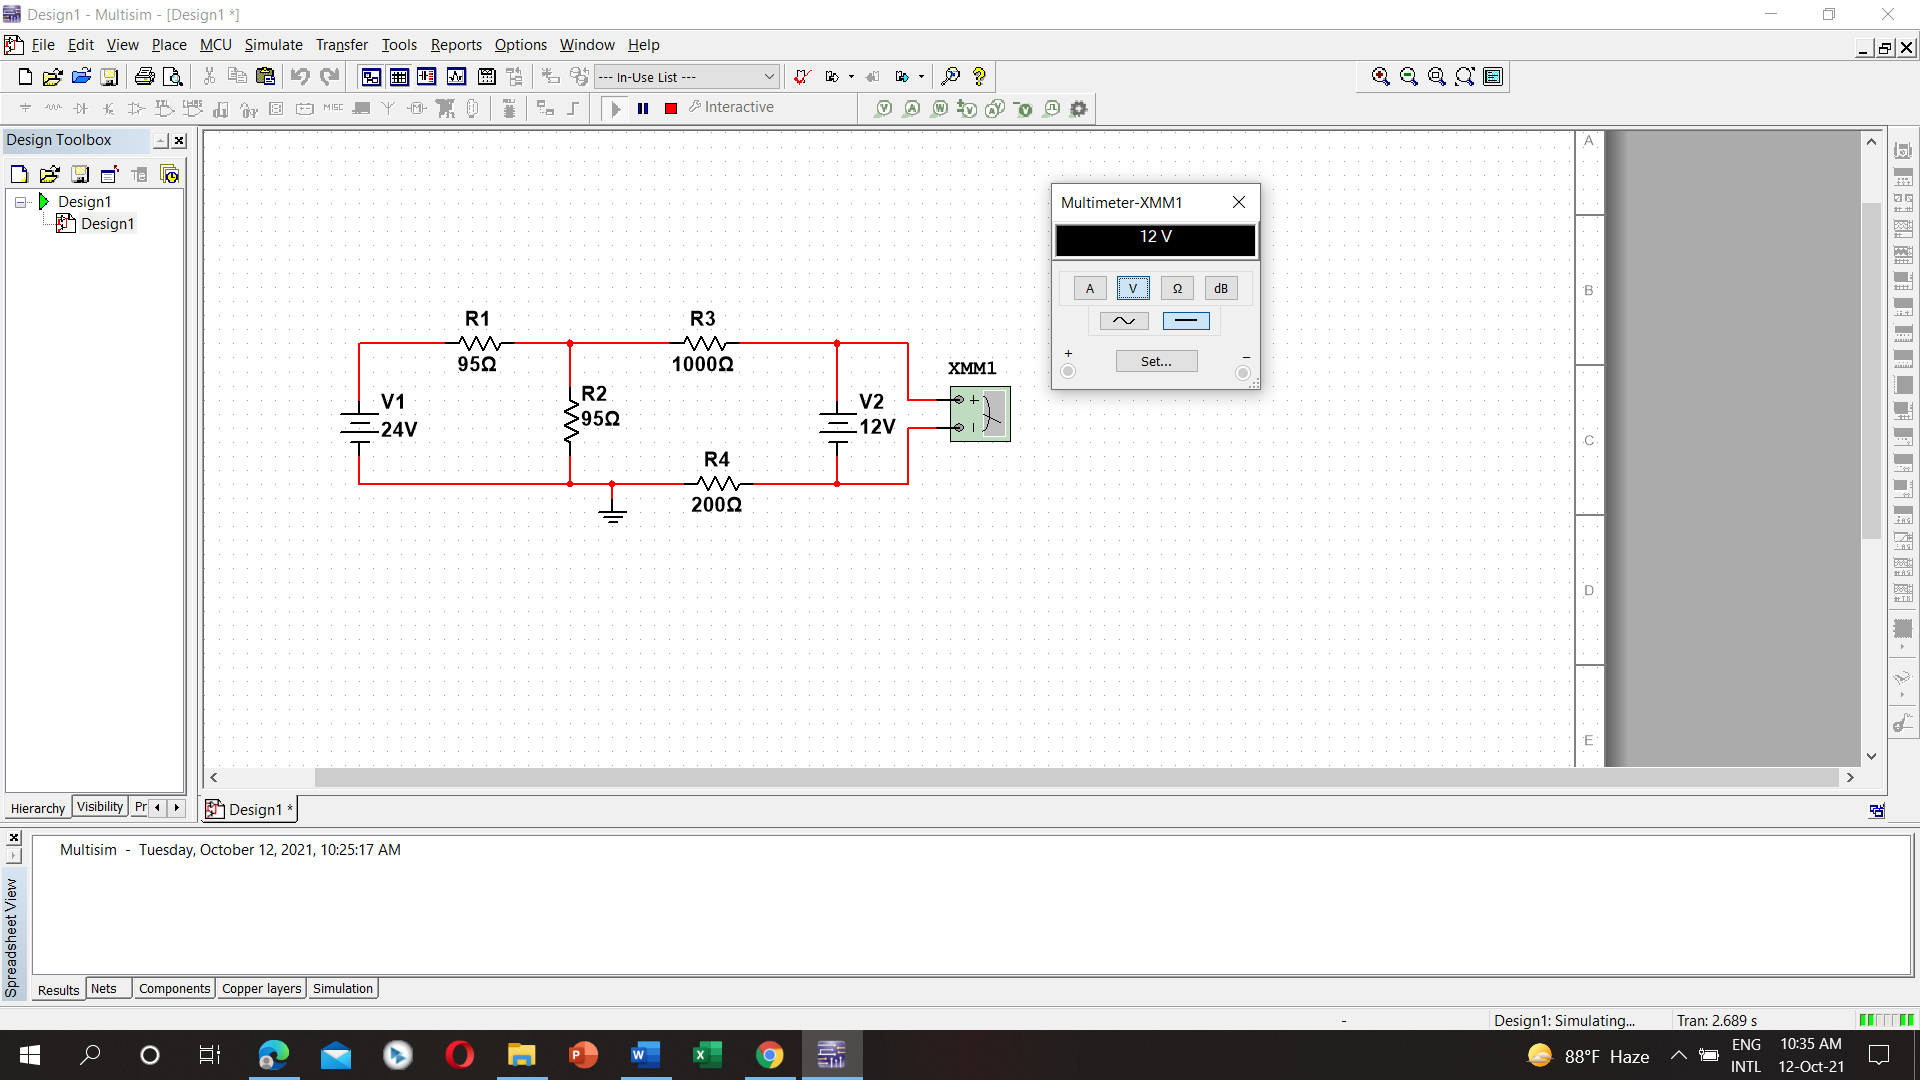 Design1 - Multisim - [Design1 *]
File Edit View Place MCU Simulate Transfer Tools Reports Options Window Help
--- In-Use List ---
MISC
Interactive
Design Toolbox
Design1
Design1
A
B
C
D
E
Multimeter-XMM1
12 V
A V Ω dB
+ Set... −
R1
95Ω
R3
1000Ω
V1
24V
R2
95Ω
R4
200Ω
V2
12V
XMM1
+
Hierarchy Visibility Pr
Design1 *
Multisim - Tuesday, October 12, 2021, 10:25:17 AM
Spreadsheet View
Results Nets Components Copper layers Simulation
- Design1: Simulating... Tran: 2.689 s
88°F Haze
ENG
INTL
10:35 AM
12-Oct-21